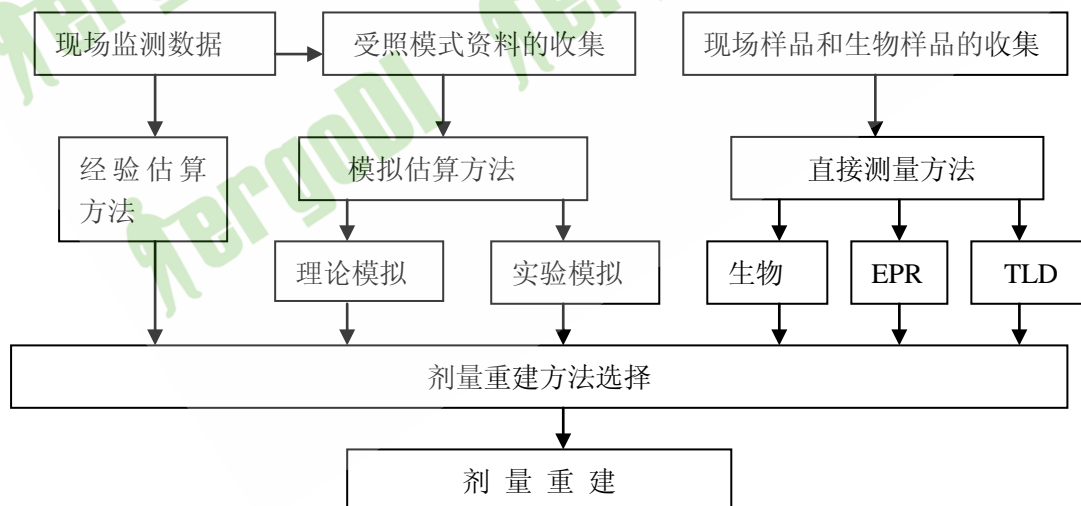 现场监测数据
受照模式资料的收集
现场样品和生物样品的收集
经验估算
方法
模拟估算方法
直接测量方法
理论模拟
实验模拟
生物
EPR
TLD
剂量重建方法选择
剂量重建